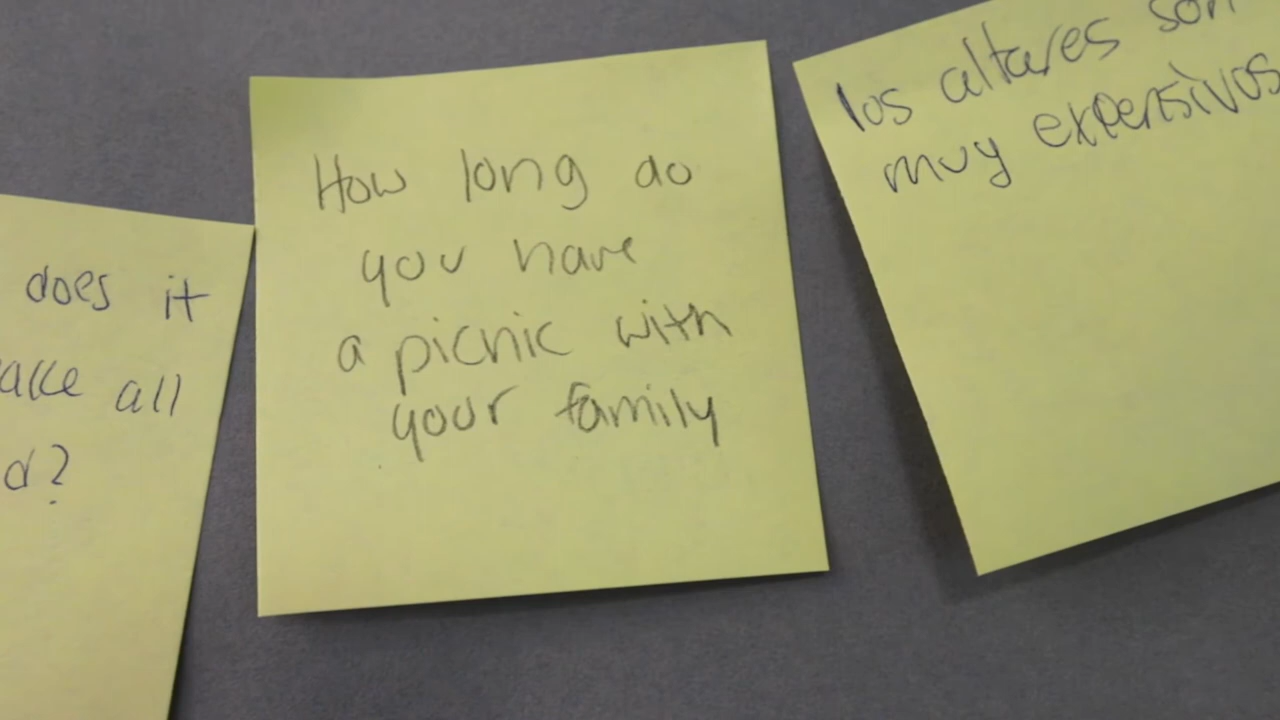 does it
all
d?
How long do
you have
a picnic with
your family
los altares son
muy expensivos